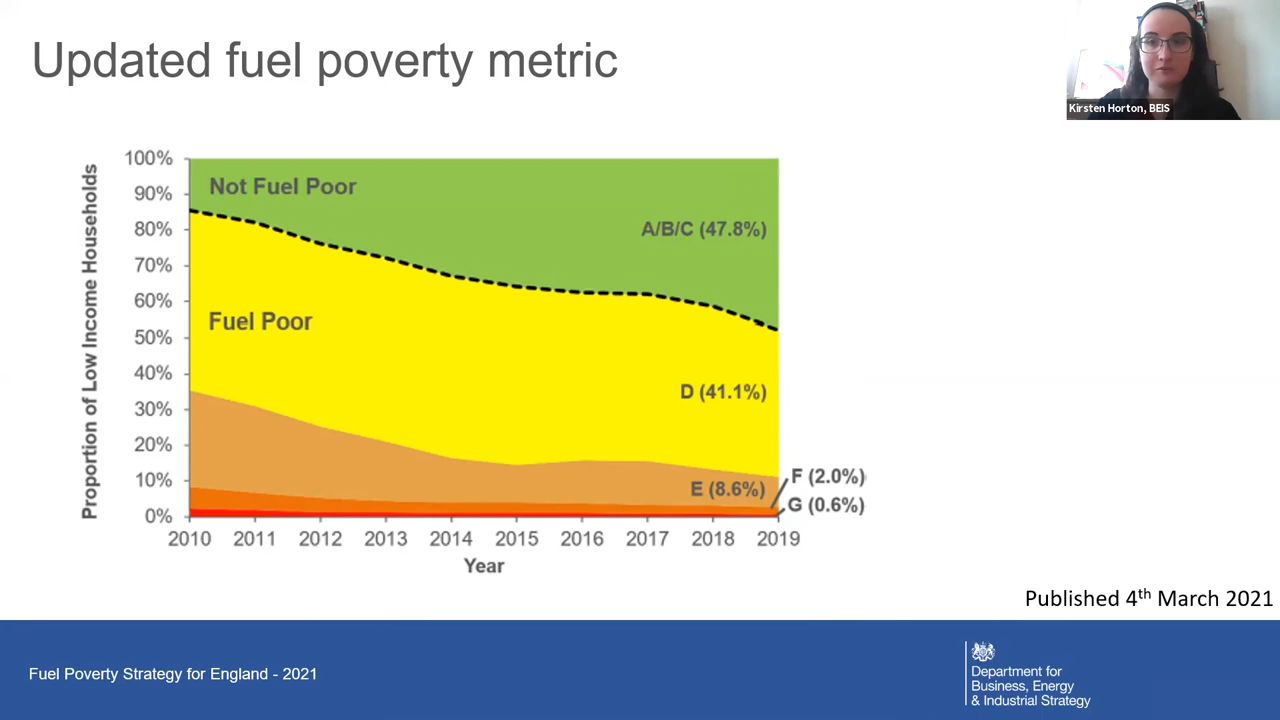 Updated fuel poverty metric
Kirsten Horton, BEIS
Proportion of Low Income Households
100%
90%
80%
70%
60%
50%
40%
30%
20%
10%
0%
Not Fuel Poor
A/B/C (47.8%)
Fuel Poor
D (41.1%)
E (8.6%)
F (2.0%)
G (0.6%)
2010 2011 2012 2013 2014 2015 2016 2017 2018 2019
Year
Published 4th March 2021
Fuel Poverty Strategy for England - 2021
Department for
Business, Energy
& Industrial Strategy